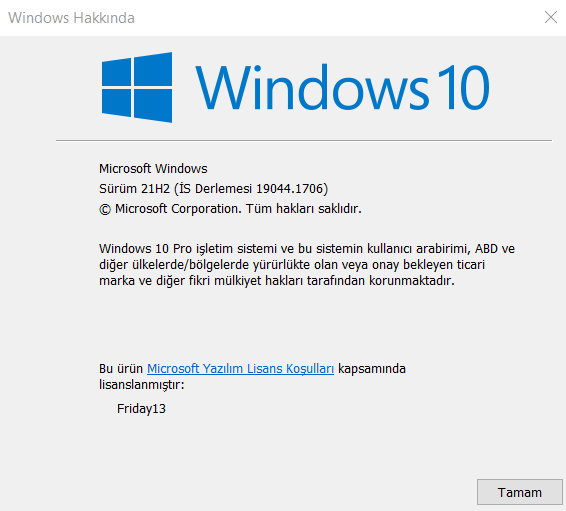 Windows Hakkında
Windows 10
Microsoft Windows
Sürüm 21H2 (İS Derlemesi 19044.1706)
© Microsoft Corporation. Tüm hakları saklıdır.
Windows 10 Pro işletim sistemi ve bu sistemin kullanıcı arabirimi, ABD ve
diğer ülkelerde/bölgelerde yürürlükte olan veya onay bekleyen ticari
marka ve diğer fikri mülkiyet hakları tarafından korunmaktadır.
Bu ürün Microsoft Yazılım Lisans Koşulları kapsamında
lisanslanmıştır:
Friday13
Tamam